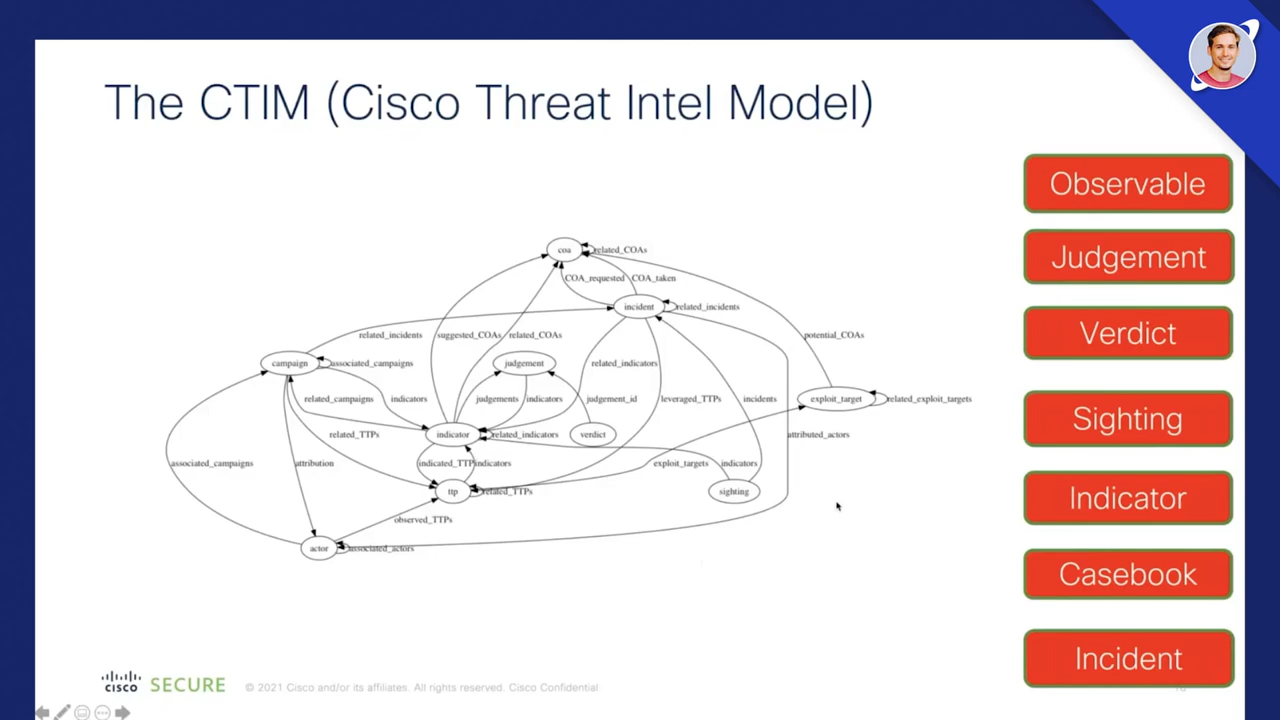 The CTIM (Cisco Threat Intel Model)
Observable
Judgement
Verdict
Sighting
Indicator
Casebook
Incident
coa
related_COAs
COA_requested
COA_taken
incident
related_incidents
related_incidents
suggested_COAs
related_COAs
potential_COAs
campaign
associated_campaigns
judgement
related_indicators
related_campaigns
indicators
judgements
indicators
judgement_id
leveraged_TTPs
incidents
exploit_target
related_exploit_targets
related_TTPs
indicator
related_indicators
verdict
attributed_actors
associated_campaigns
attribution
indicated_TTP
indicators
exploit_targets
indicators
ttp
related_TTPs
sighting
observed_TTPs
actor
associated_actors
cisco SECURE
© 2021 Cisco and/or its affiliates. All rights reserved. Cisco Confidential